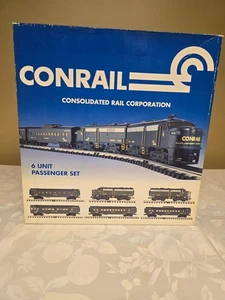 CONRAIL
CONSOLIDATED RAIL CORPORATION
CONRAIL
6 UNIT
PASSENGER SET